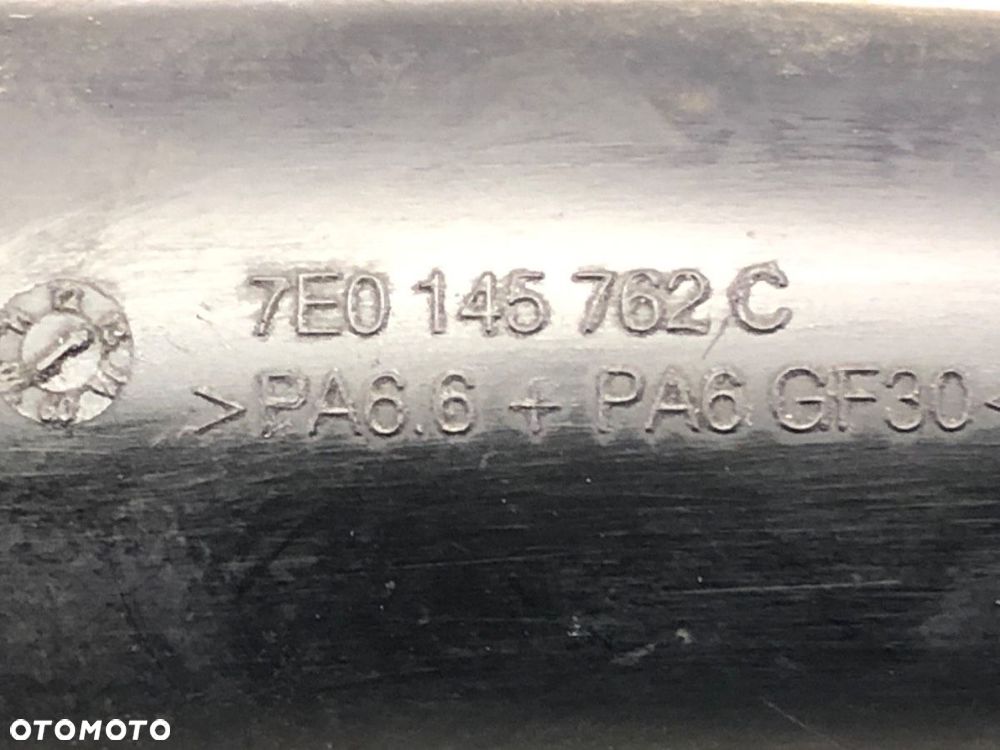 7E0 145 762 C
>PA6.6 + PA6 GF30<
OTOMOTO